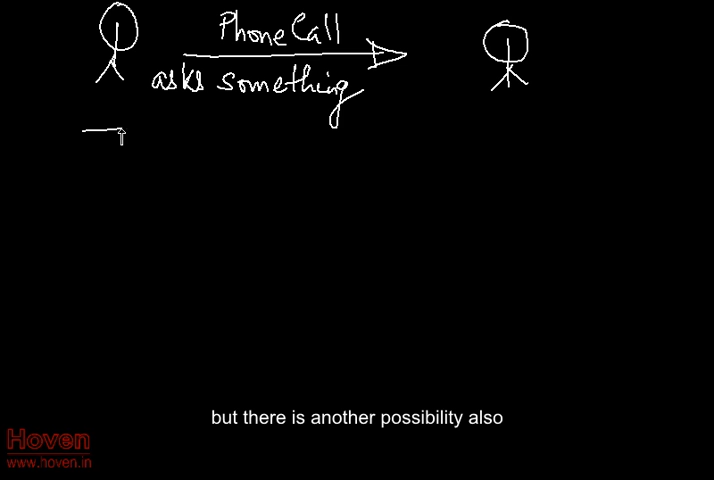 Phone Call
asks something
but there is another possibility also
Hoven
www.hoven.in